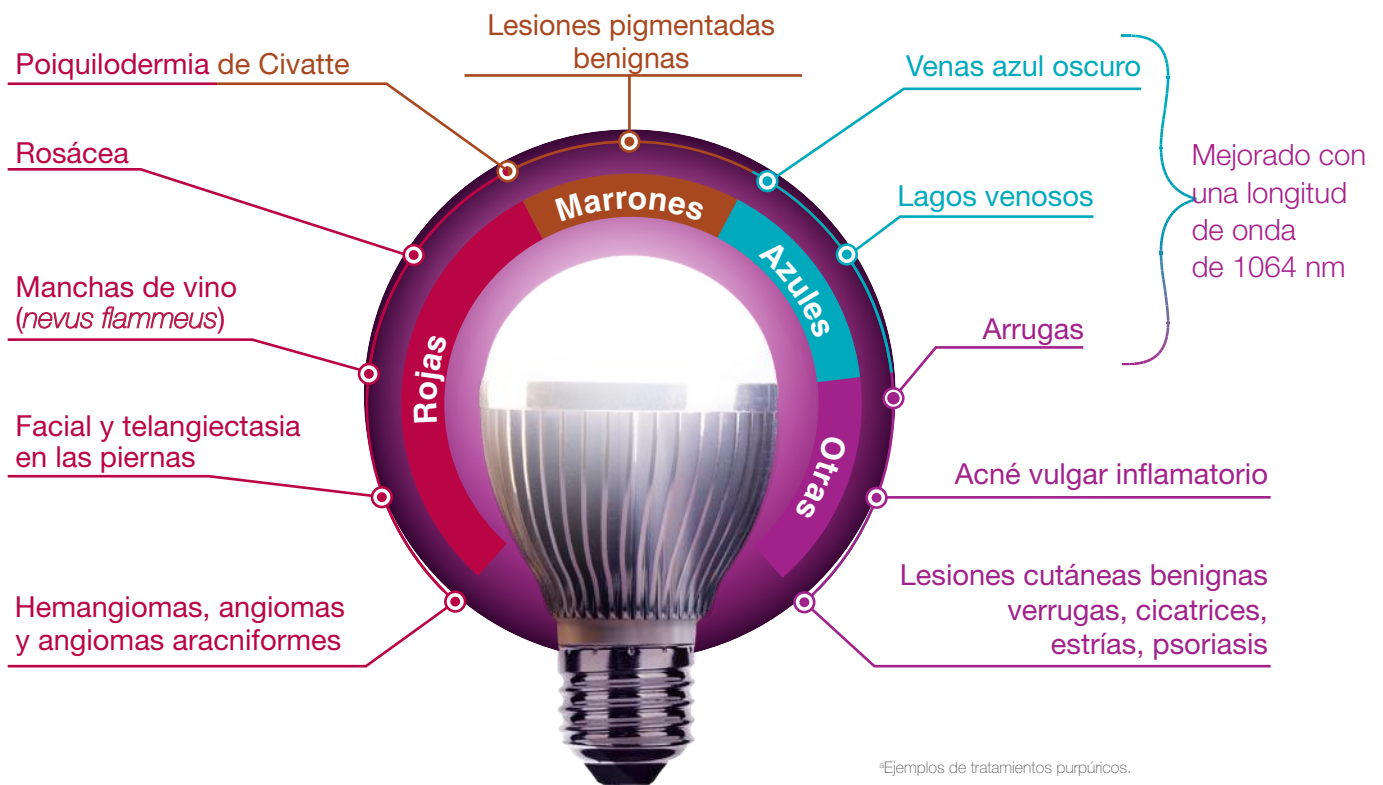 Lesiones pigmentadas
benignas
Poiquilodermia de Civatte
Rosácea
Manchas de vino
(nevus flammeus)
Facial y telangiectasia
en las piernas
Hemangiomas, angiomas
y angiomas aracniformes
Rojas
Marrones
Azules
Otras
Venas azul oscuro
Lagos venosos
Arrugas
Mejorado con
una longitud
de onda
de 1064 nm
Acné vulgar inflamatorio
Lesiones cutáneas benignas
verrugas, cicatrices,
estrías, psoriasis
ªEjemplos de tratamientos purpúricos.